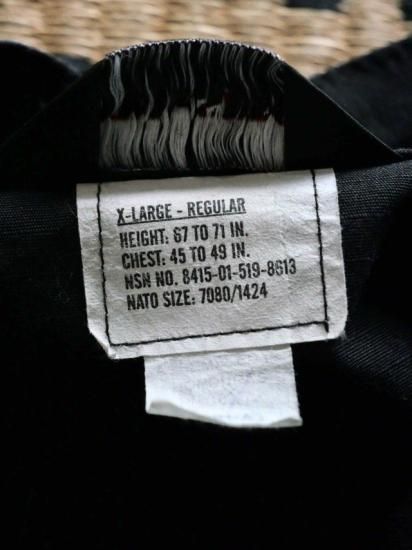 X-LARGE - REGULAR
HEIGHT: 67 TO 71 IN.
CHEST: 45 TO 49 IN.
NSN NO. 8415-01-519-8613
NATO SIZE: 7080/1424